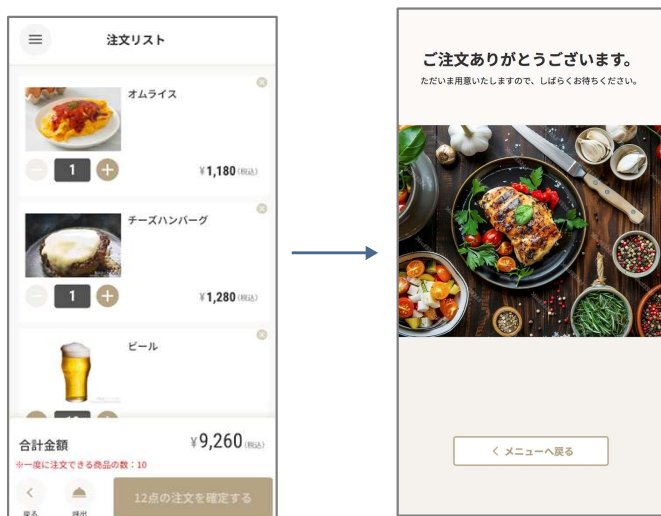 注文リスト
オムライス
1
¥1,180(税込)
チーズハンバーグ
1
¥1,280(税込)
ビール
合計金額
¥9,260(税込)
※一度に注文できる商品の数：10
戻る
呼出
12点の注文を確定する
ご注文ありがとうございます。
ただいま用意いたしますので、しばらくお待ちください。
メニューへ戻る